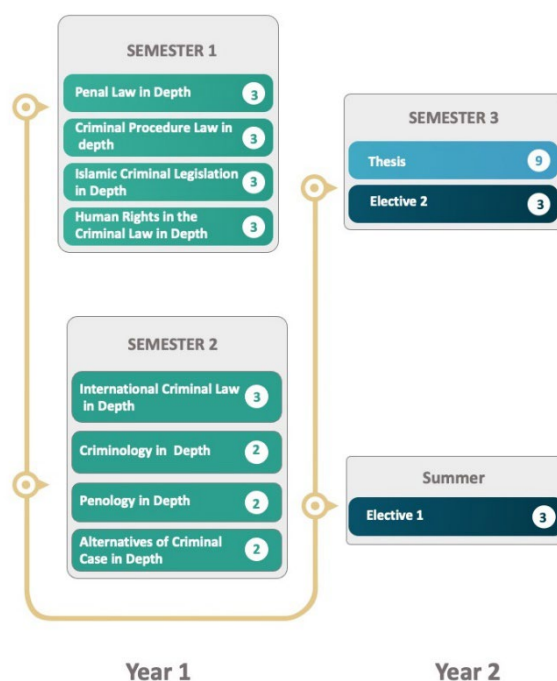 SEMESTER 1
Penal Law in Depth 3
Criminal Procedure Law in
depth 3
Islamic Criminal Legislation
in Depth 3
Human Rights in the
Criminal Law in Depth 3
SEMESTER 2
International Criminal Law
in Depth 3
Criminology in Depth 2
Penology in Depth 2
Alternatives of Criminal
Case in Depth 2
Year 1
SEMESTER 3
Thesis 9
Elective 2 3
Summer
Elective 1 3
Year 2